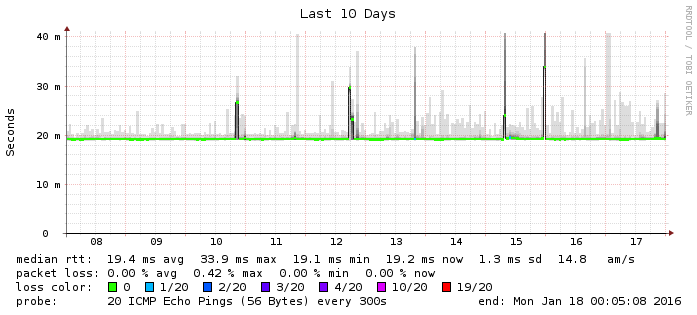 Last 10 Days
RRDTOOL / TOBI OETIKER
Seconds
40 m
30 m
20 m
10 m
0
08 09 10 11 12 13 14 15 16 17
median rtt: 19.4 ms avg 33.9 ms max 19.1 ms min 19.2 ms now 1.3 ms sd 14.8 am/s
packet loss: 0.00 % avg 0.42 % max 0.00 % min 0.00 % now
loss color: 0 1/20 2/20 3/20 4/20 10/20 19/20
probe: 20 ICMP Echo Pings (56 Bytes) every 300s end: Mon Jan 18 00:05:08 2016